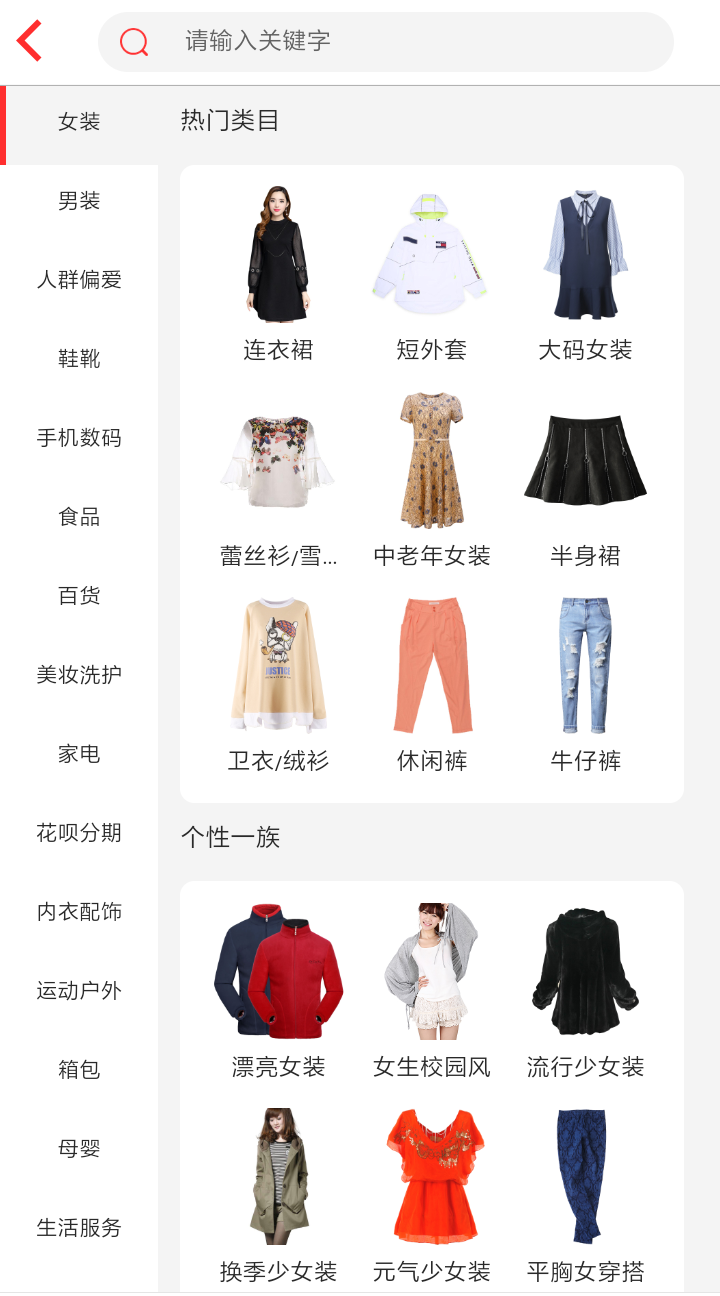 请输入关键字
女装
男装
人群偏爱
鞋靴
手机数码
食品
百货
美妆洗护
家电
花呗分期
内衣配饰
运动户外
箱包
母婴
生活服务
热门类目
连衣裙
短外套
大码女装
蕾丝衫/雪...
中老年女装
半身裙
JUSTICE
卫衣/绒衫
休闲裤
牛仔裤
个性一族
漂亮女装
女生校园风
流行少女装
换季少女装
元气少女装
平胸女穿搭